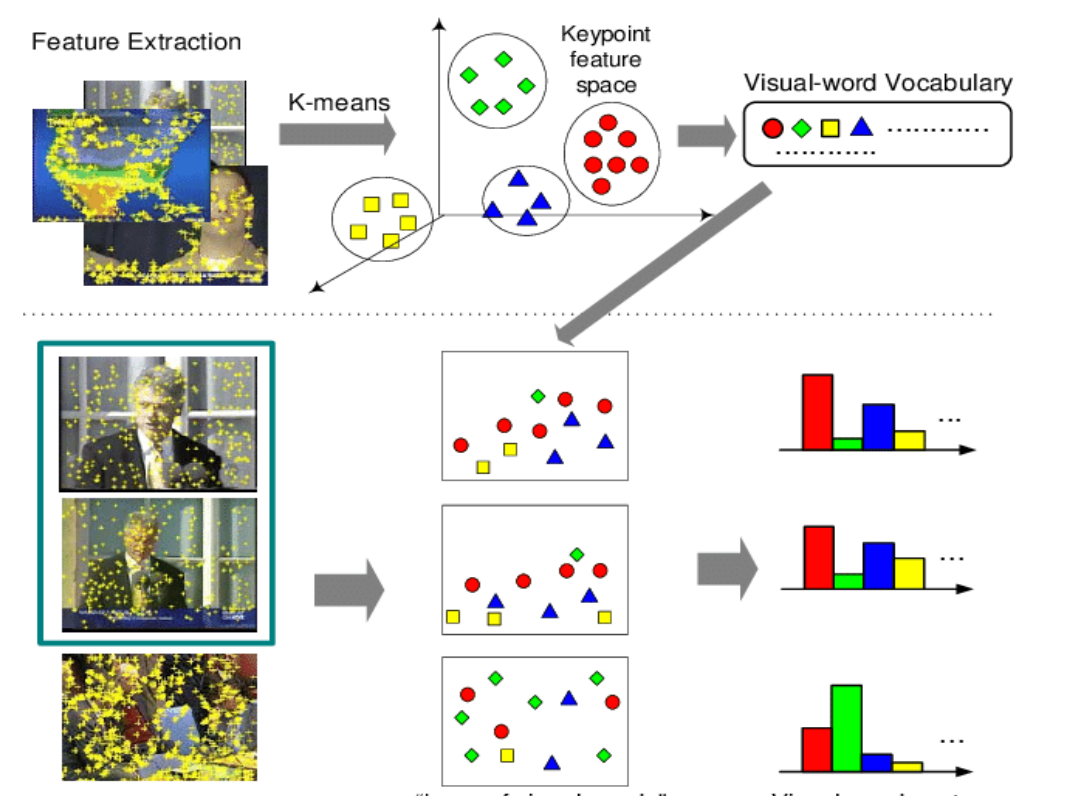 Feature Extraction
K-means
Keypoint
feature
space
Visual-word Vocabulary